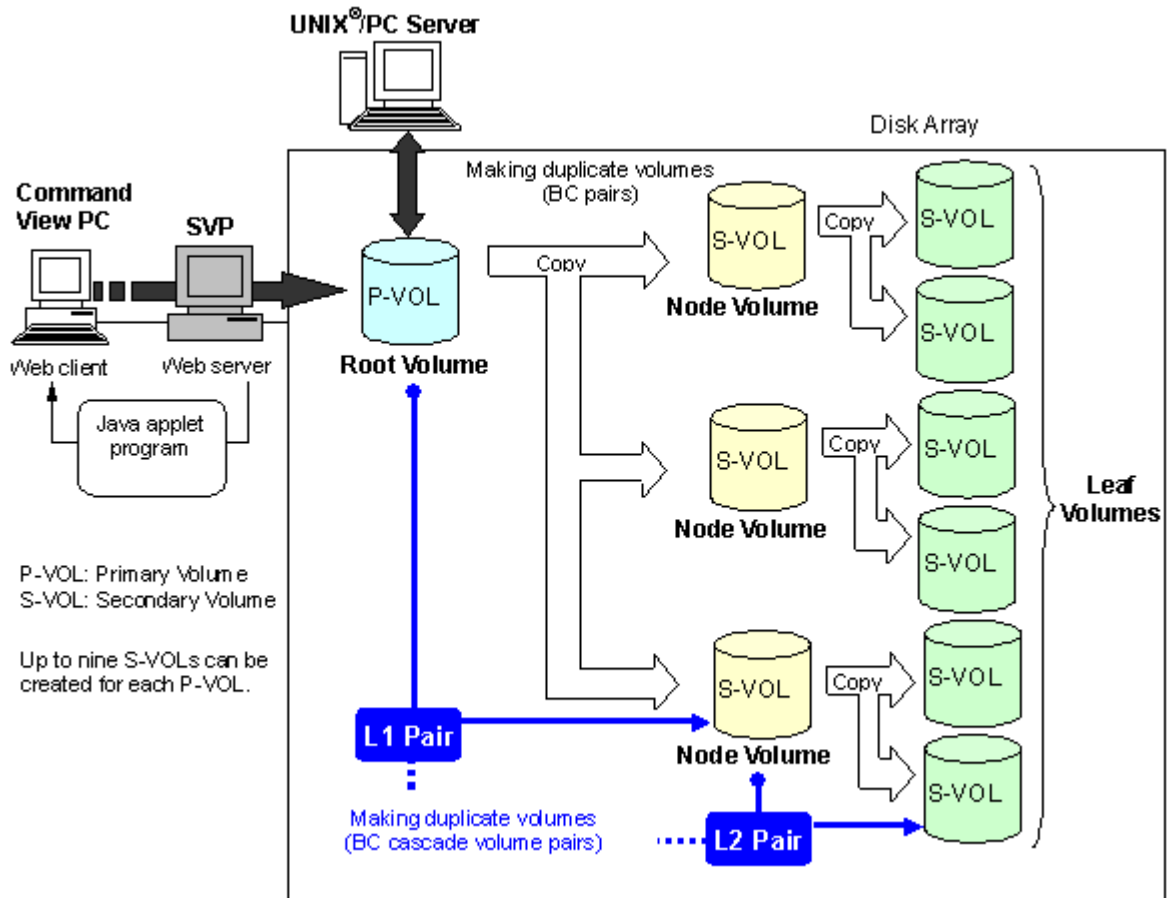 UNIX®/PC Server
Disk Array
Command
View PC
SVP
Web client
Web server
Java applet
program
Making duplicate volumes
(BC pairs)
P-VOL
Root Volume
Copy
S-VOL
Node Volume
Copy
S-VOL
S-VOL
S-VOL
Node Volume
Copy
S-VOL
S-VOL
S-VOL
Node Volume
Copy
S-VOL
S-VOL
Leaf
Volumes
P-VOL: Primary Volume
S-VOL: Secondary Volume
Up to nine S-VOLs can be
created for each P-VOL.
L1 Pair
Making duplicate volumes
(BC cascade volume pairs)
L2 Pair